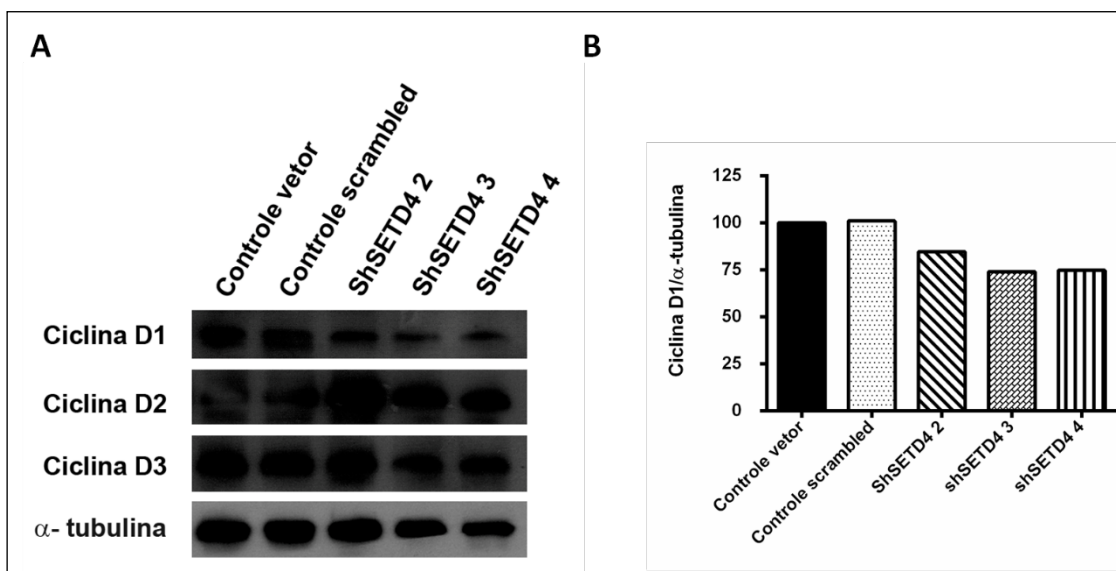 A
Controle vetor
Controle scrambled
ShSETD4 2
ShSETD4 3
ShSETD4 4
Ciclina D1
Ciclina D2
Ciclina D3
α- tubulina
B
Ciclina D1/α-tubulina
125
100
75
50
25
0
Controle vetor
Controle scrambled
ShSETD4 2
shSETD4 3
shSETD4 4